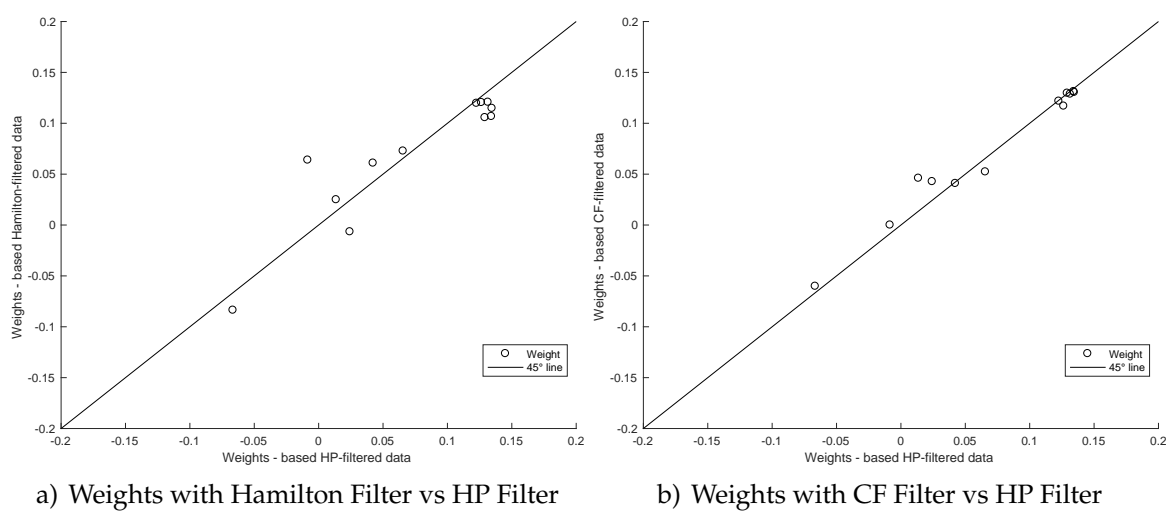 0.2
0.15
0.1
0.05
0
-0.05
-0.1
-0.15
-0.2
Weights - based Hamilton-filtered data
-0.2 -0.15 -0.1 -0.05 0 0.05 0.1 0.15 0.2
Weights - based HP-filtered data
Weight
45° line
a) Weights with Hamilton Filter vs HP Filter
0.2
0.15
0.1
0.05
0
-0.05
-0.1
-0.15
-0.2
Weights - based CF-filtered data
-0.2 -0.15 -0.1 -0.05 0 0.05 0.1 0.15 0.2
Weights - based HP-filtered data
Weight
45° line
b) Weights with CF Filter vs HP Filter